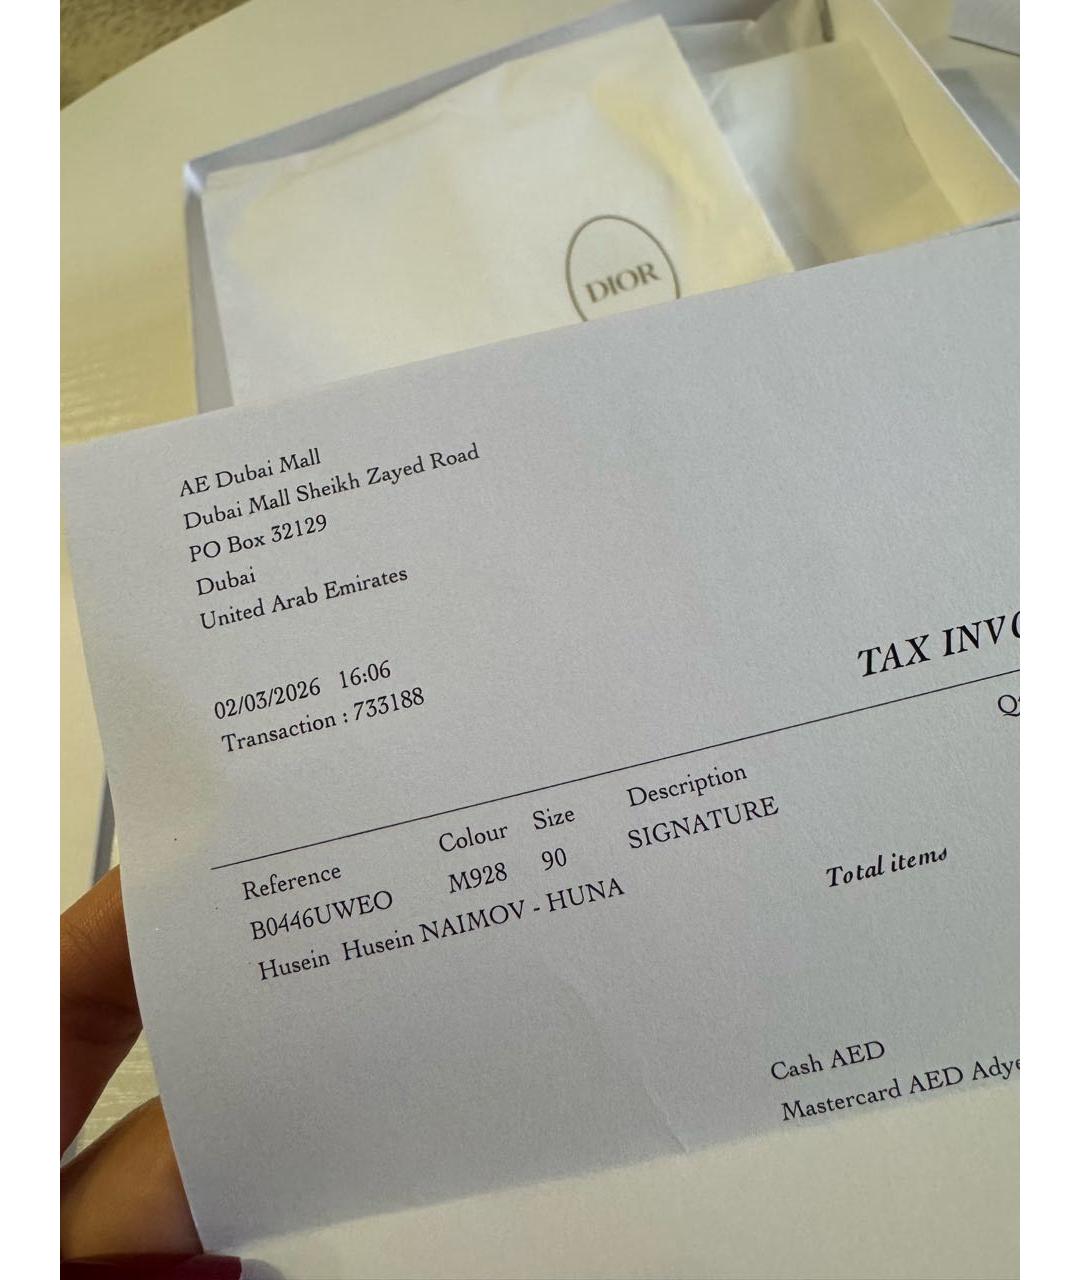 DIOR
AE Dubai Mall
Dubai Mall Sheikh Zayed Road
PO Box 32129
Dubai
United Arab Emirates
02/03/2026 16:06
Transaction : 733188
TAX INVO
Reference Colour Size Description
B0446UWEO M928 90 SIGNATURE
Husein Husein NAIMOV - HUNA
Total items
Cash AED
Mastercard AED Adye